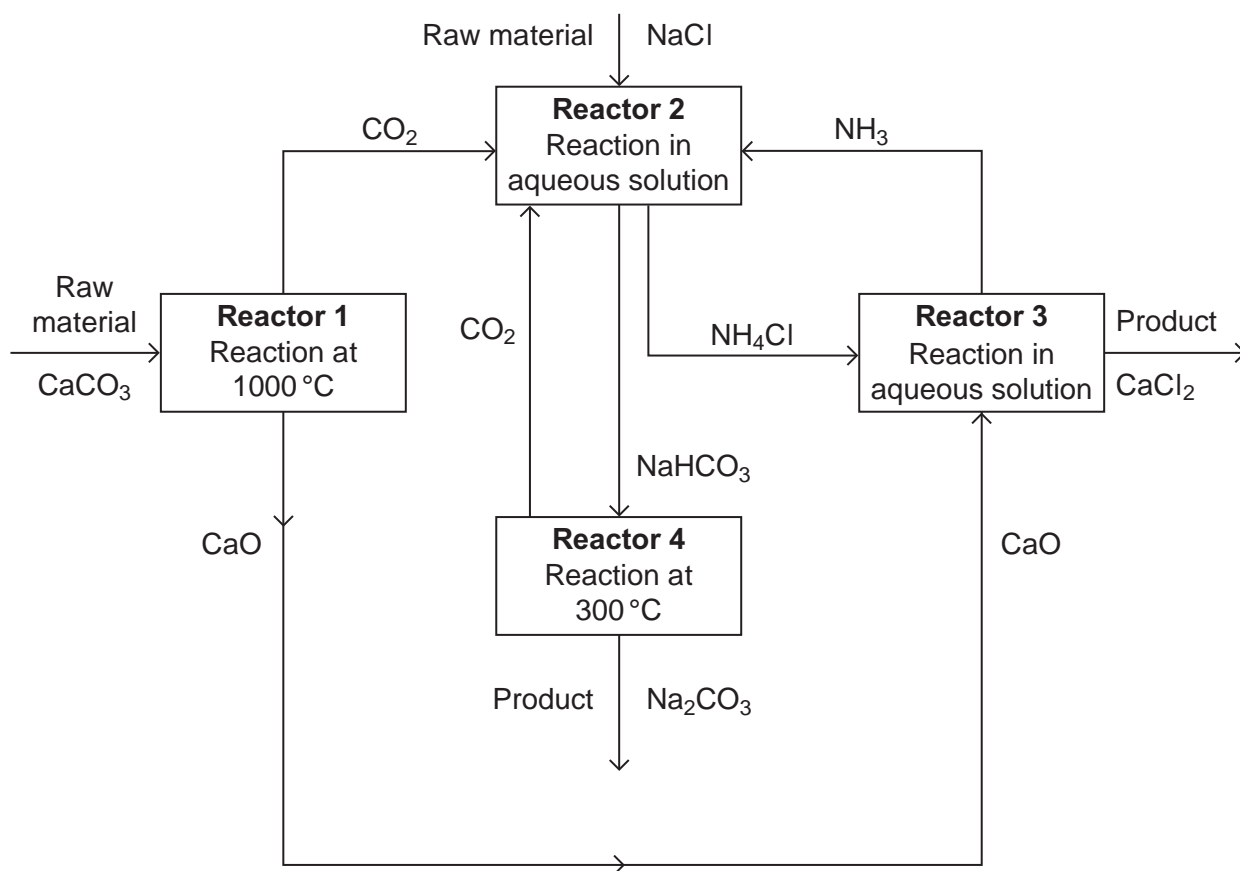 Raw material NaCl
Reactor 2
Reaction in
aqueous solution
CO₂
NH₃
Raw
material
CaCO₃
Reactor 1
Reaction at
1000 °C
CO₂
NH₄Cl
Reactor 3
Reaction in
aqueous solution
Product
CaCl₂
NaHCO₃
CaO
Reactor 4
Reaction at
300 °C
CaO
Product Na₂CO₃